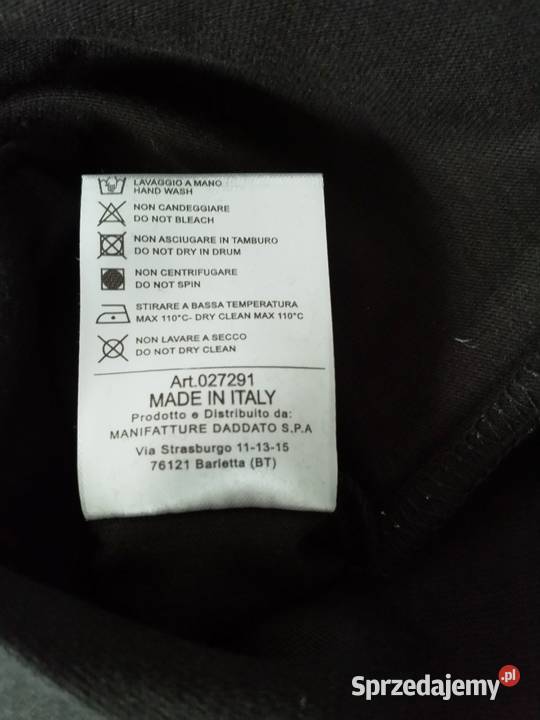 LAVAGGIO A MANO
HAND WASH
NON CANDEGGIARE
DO NOT BLEACH
NON ASCIUGARE IN TAMBURO
DO NOT DRY IN DRUM
NON CENTRIFUGARE
DO NOT SPIN
STIRARE A BASSA TEMPERATURA
MAX 110°C- DRY CLEAN MAX 110°C
NON LAVARE A SECCO
DO NOT DRY CLEAN
Art.027291
MADE IN ITALY
Prodotto e Distribuito da:
MANIFATTURE DADDATO S.P.A
Via Strasburgo 11-13-15
76121 Barletta (BT)
Sprzedajemy.pl